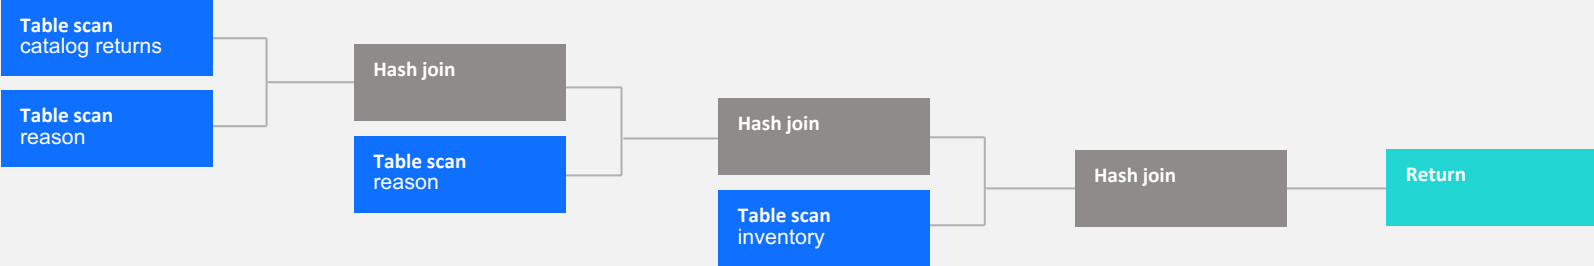 Table scan
catalog returns
Table scan
reason
Hash join
Table scan
reason
Hash join
Table scan
inventory
Hash join
Return